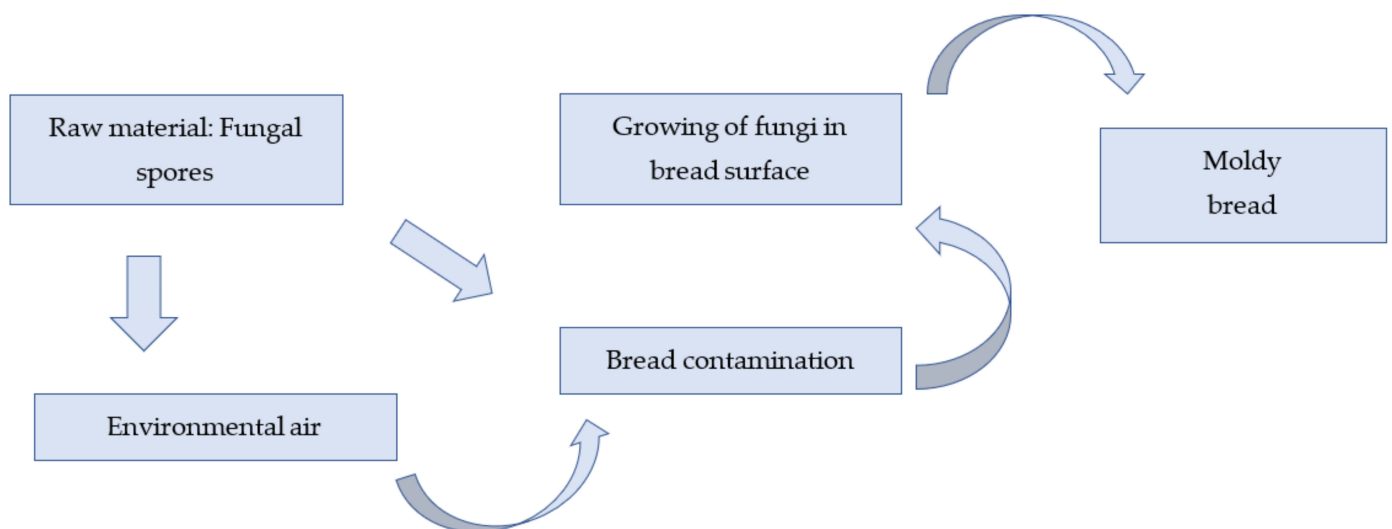 Raw material: Fungal
spores
Growing of fungi in
bread surface
Moldy
bread
Bread contamination
Environmental air